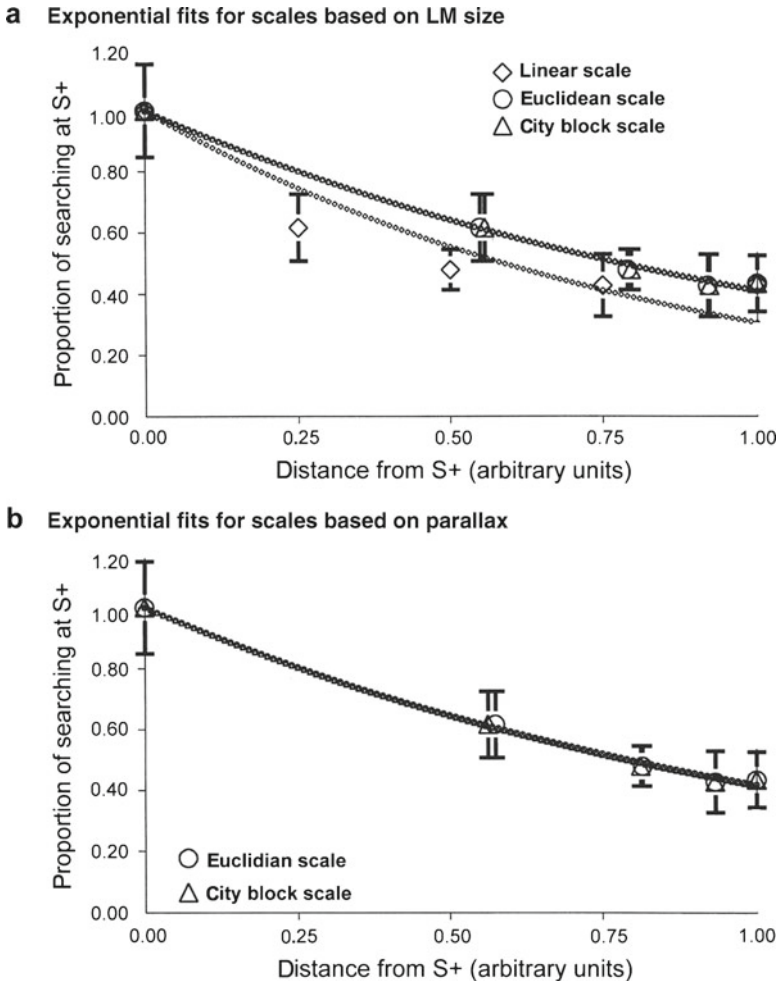 a Exponential fits for scales based on LM size
1.20
1.00
0.80
0.60
0.40
0.20
0.00
Proportion of searching at S+
Linear scale
Euclidean scale
City block scale
0.00 0.25 0.50 0.75 1.00
Distance from S+ (arbitrary units)
b Exponential fits for scales based on parallax
1.20
1.00
0.80
0.60
0.40
0.20
0.00
Proportion of searching at S+
Euclidian scale
City block scale
0.00 0.25 0.50 0.75 1.00
Distance from S+ (arbitrary units)